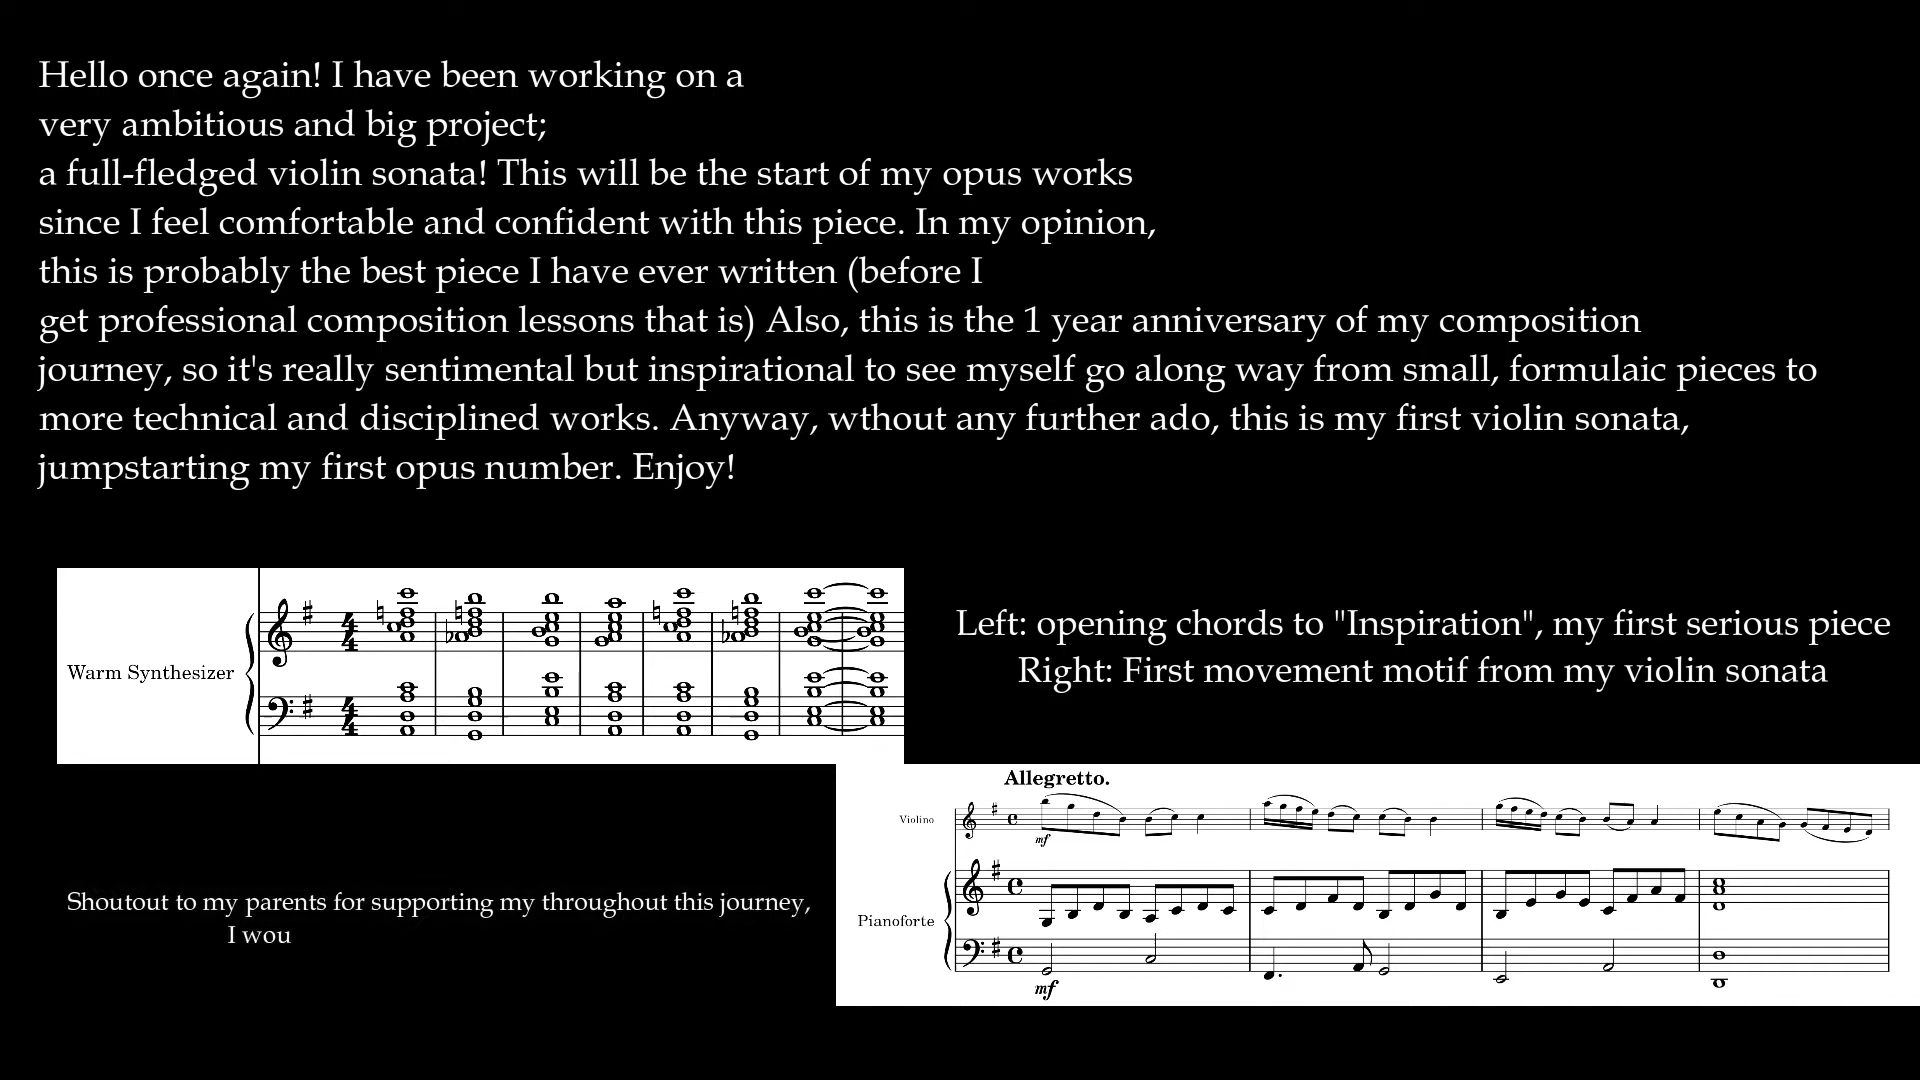 Hello once again! I have been working on a
very ambitious and big project;
a full-fledged violin sonata! This will be the start of my opus works
since I feel comfortable and confident with this piece. In my opinion,
this is probably the best piece I have ever written (before I
get professional composition lessons that is) Also, this is the 1 year anniversary of my composition
journey, so it's really sentimental but inspirational to see myself go along way from small, formulaic pieces to
more technical and disciplined works. Anyway, wthout any further ado, this is my first violin sonata,
jumpstarting my first opus number. Enjoy!
Warm Synthesizer
Left: opening chords to "Inspiration", my first serious piece
Right: First movement motif from my violin sonata
Allegretto.
Violino
mf
Pianoforte
mf
Shoutout to my parents for supporting my throughout this journey,
I wou